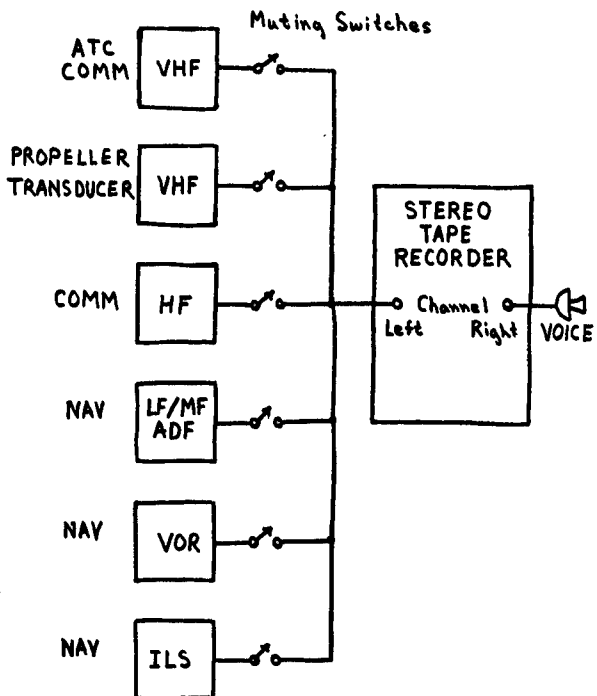 Muting Switches
ATC
COMM
VHF
PROPELLER
TRANSDUCER
VHF
STEREO
TAPE
RECORDER
COMM
HF
Channel
Left
Right
VOICE
NAV
LF/MF
ADF
NAV
VOR
NAV
ILS